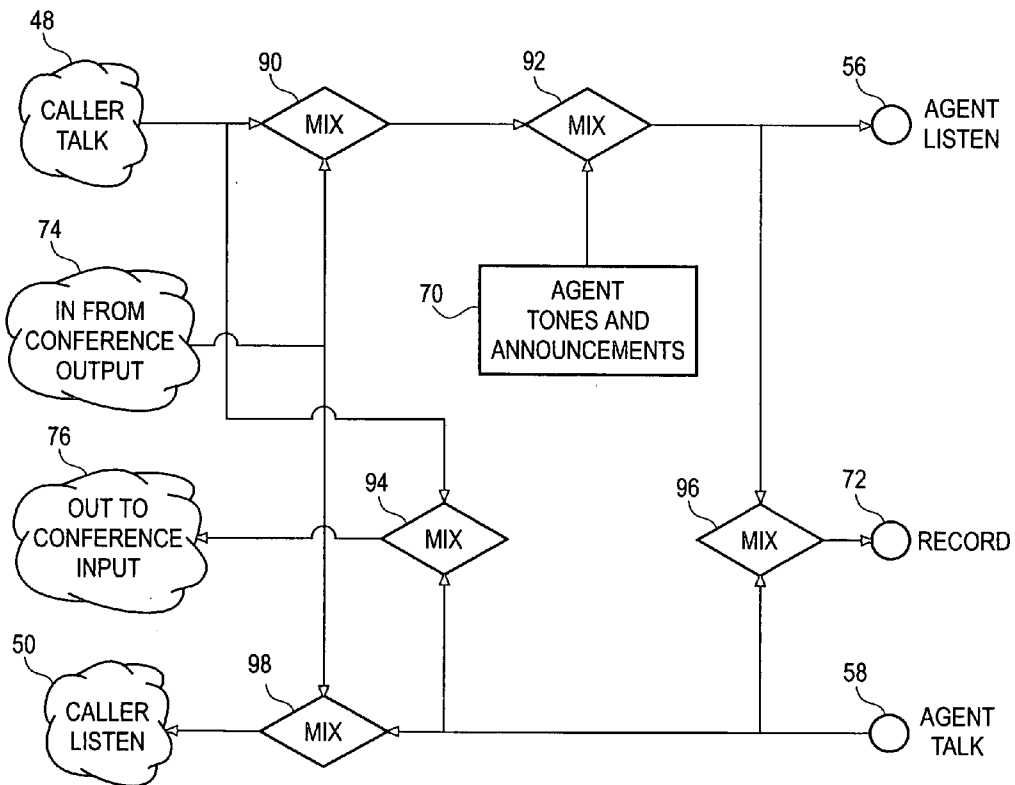 48
CALLER
TALK
90
MIX
92
MIX
56
AGENT
LISTEN
74
IN FROM
CONFERENCE
OUTPUT
70
AGENT
TONES AND
ANNOUNCEMENTS
76
OUT TO
CONFERENCE
INPUT
94
MIX
96
MIX
72
RECORD
50
CALLER
LISTEN
98
MIX
58
AGENT
TALK